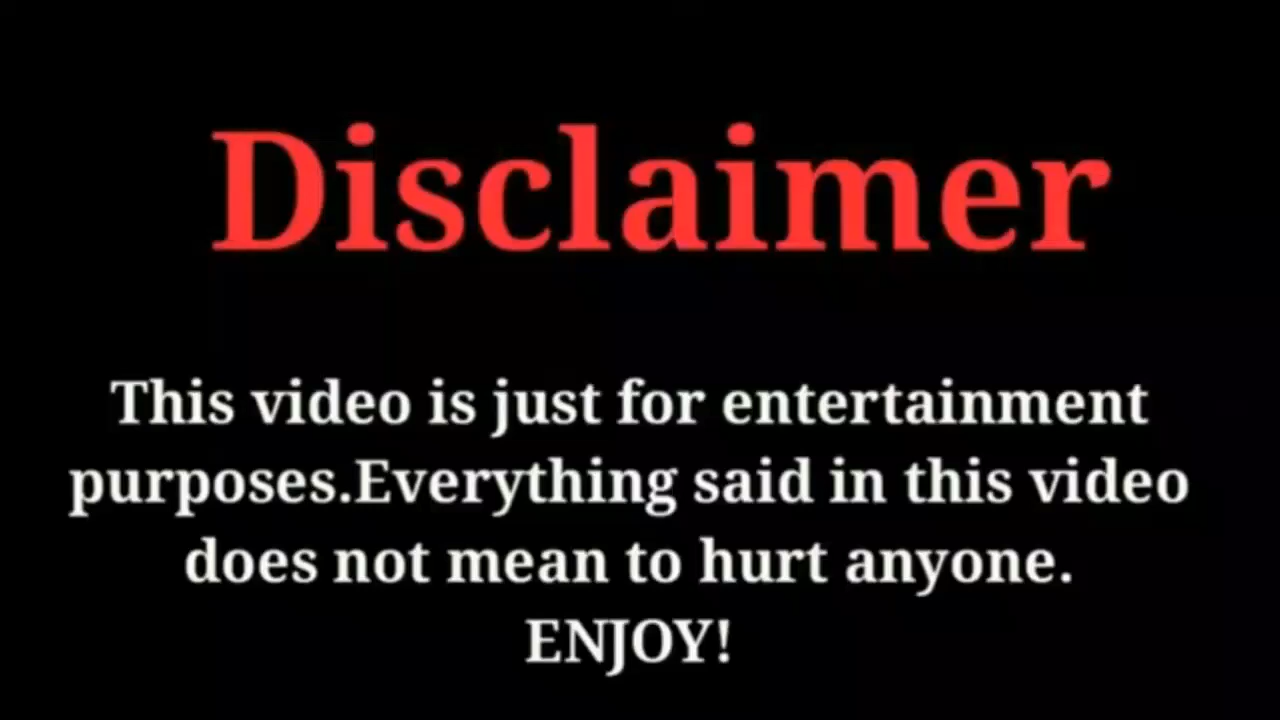 Disclaimer
This video is just for entertainment
purposes.Everything said in this video
does not mean to hurt anyone.
ENJOY!